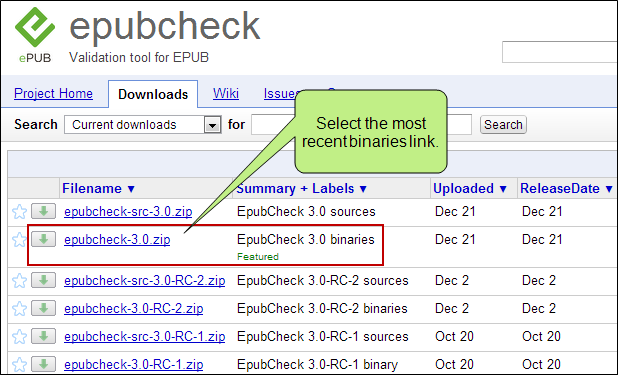 epubcheck
ePUB
Validation tool for EPUB
Project Home Downloads Wiki Issues
Search Current downloads for Search
Select the most
recent binaries link.
Filename ▼ Summary + Labels ▼ Uploaded ▼ ReleaseDate ▼
epubcheck-src-3.0.zip EpubCheck 3.0 sources Dec 21 Dec 21
epubcheck-3.0.zip EpubCheck 3.0 binaries Dec 21 Dec 21
Featured
epubcheck-src-3.0-RC-2.zip EpubCheck 3.0-RC-2 sources Dec 2 Dec 2
epubcheck-3.0-RC-2.zip EpubCheck 3.0-RC-2 binaries Dec 2 Dec 2
epubcheck-src-3.0-RC-1.zip EpubCheck 3.0-RC-1 sources Oct 20 Oct 20
epubcheck-3.0-RC-1.zip EpubCheck 3.0-RC-1 binary Oct 20 Oct 20